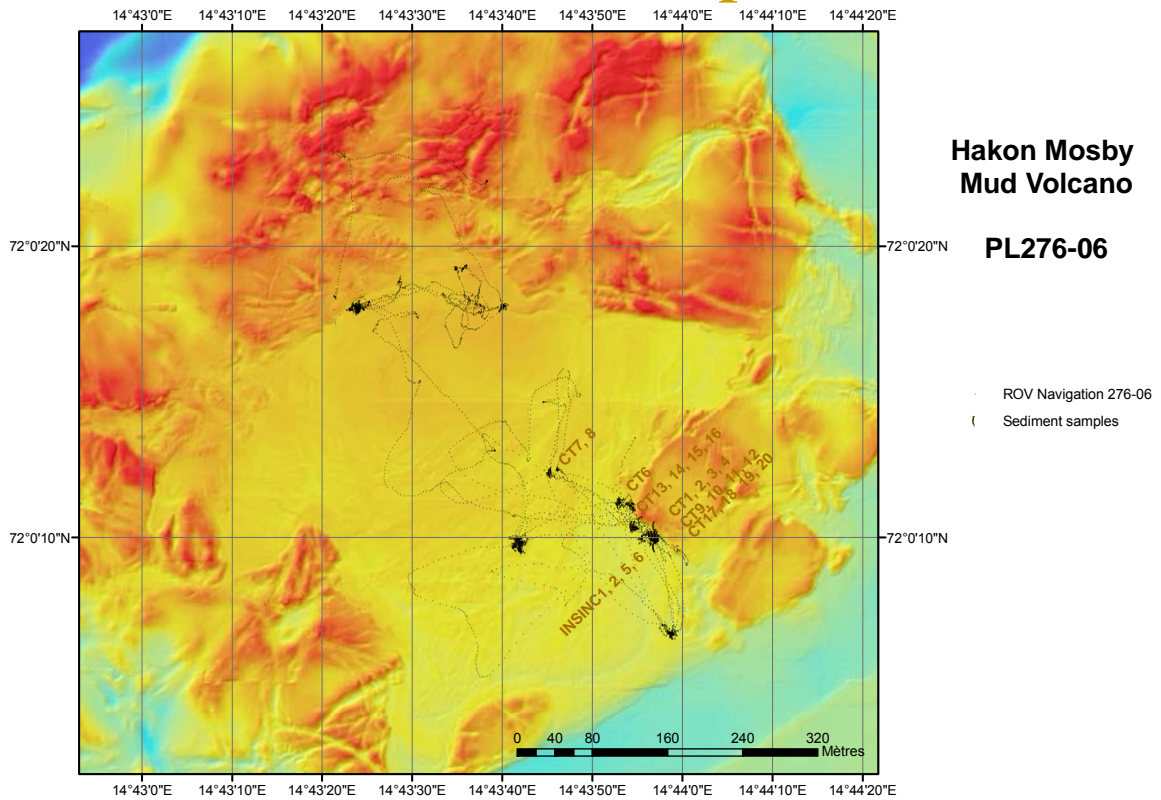 14°43'0"E 14°43'10"E 14°43'20"E 14°43'30"E 14°43'40"E 14°43'50"E 14°44'0"E 14°44'10"E 14°44'20"E
Hakon Mosby
Mud Volcano
72°0'20"N 72°0'20"N
PL276-06
ROV Navigation 276-06
Sediment samples
CT7, 8
CT6
CT13, 14, 15, 16
CT1, 2, 3, 4
CT9, 10, 11, 12
CT17, 18, 19, 20
72°0'10"N 72°0'10"N
INSINC1, 2, 5, 6
0 40 80 160 240 320
Mètres
14°43'0"E 14°43'10"E 14°43'20"E 14°43'30"E 14°43'40"E 14°43'50"E 14°44'0"E 14°44'10"E 14°44'20"E